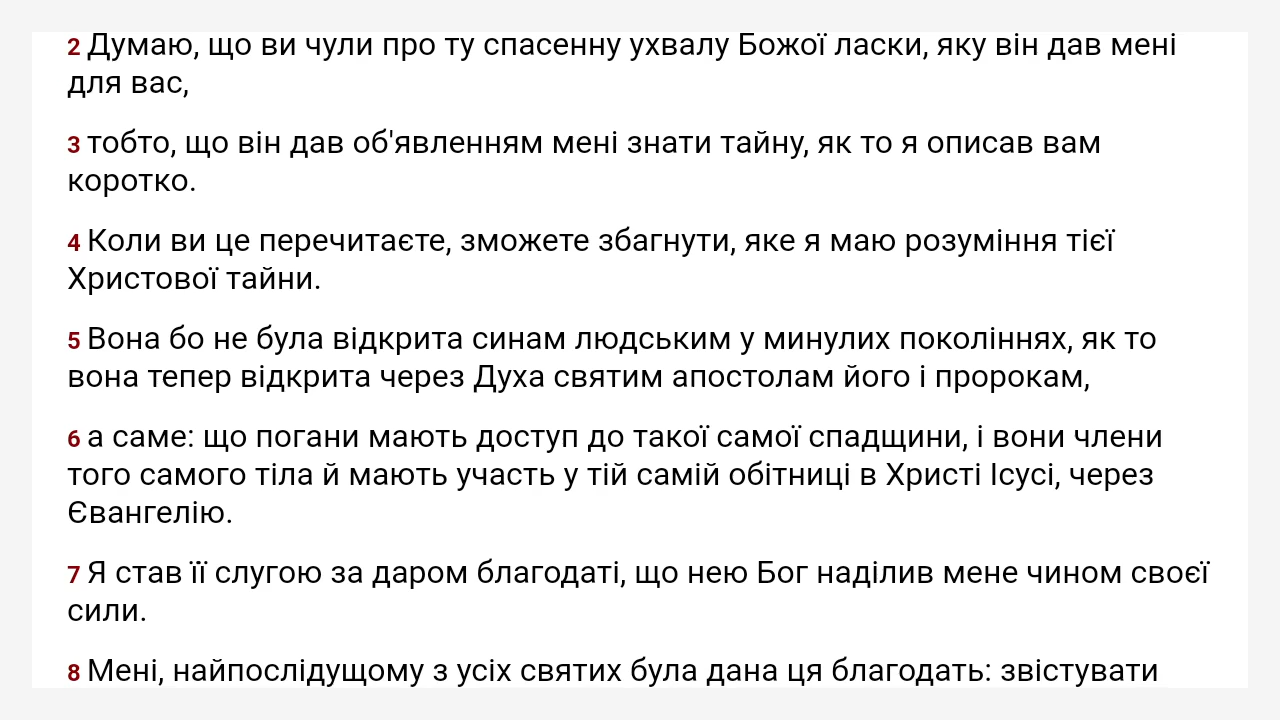 2 Думаю, що ви чули про ту спасенну ухвалу Божої ласки, яку він дав мені
для вас,
3 тобто, що він дав об'явленням мені знати тайну, як то я описав вам
коротко.
4 Коли ви це перечитаєте, зможете збагнути, яке я маю розуміння тієї
Христової тайни.
5 Вона бо не була відкрита синам людським у минулих поколіннях, як то
вона тепер відкрита через Духа святим апостолам його і пророкам,
6 а саме: що погани мають доступ до такої самої спадщини, і вони члени
того самого тіла й мають участь у тій самій обітниці в Христі Ісусі, через
Євангелію.
7 Я став її слугою за даром благодаті, що нею Бог наділив мене чином своєї
сили.
8 Мені, найпослідущому з усіх святих була дана ця благодать: звістувати